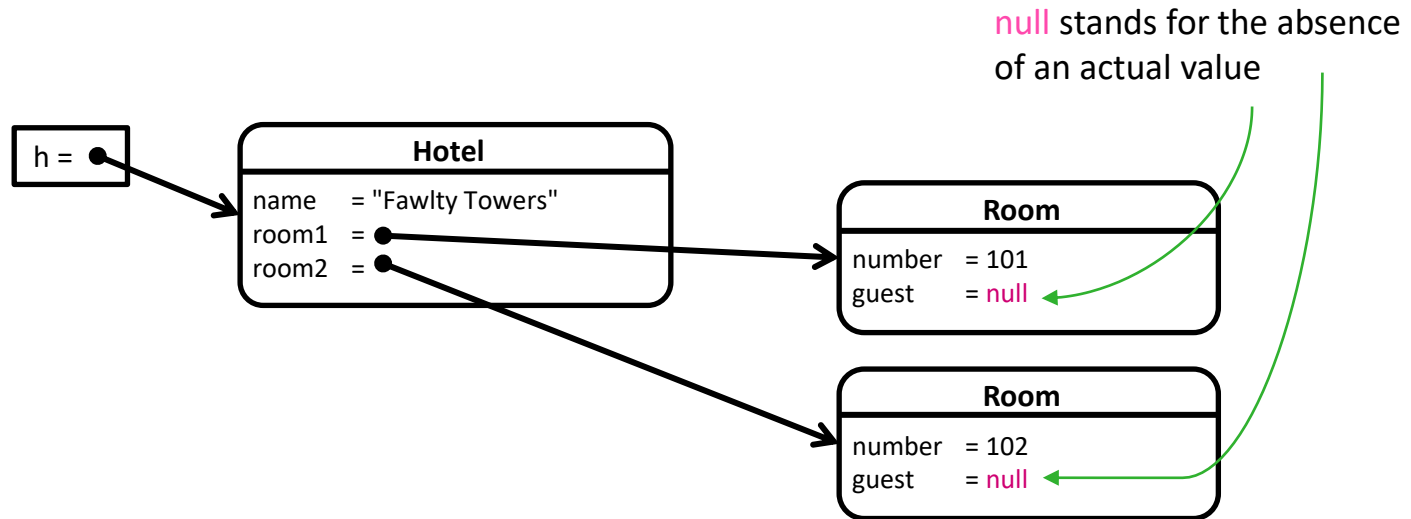 null stands for the absence
of an actual value
h =
Hotel
name = "Fawlty Towers"
room1 =
room2 =
Room
number = 101
guest = null
Room
number = 102
guest = null